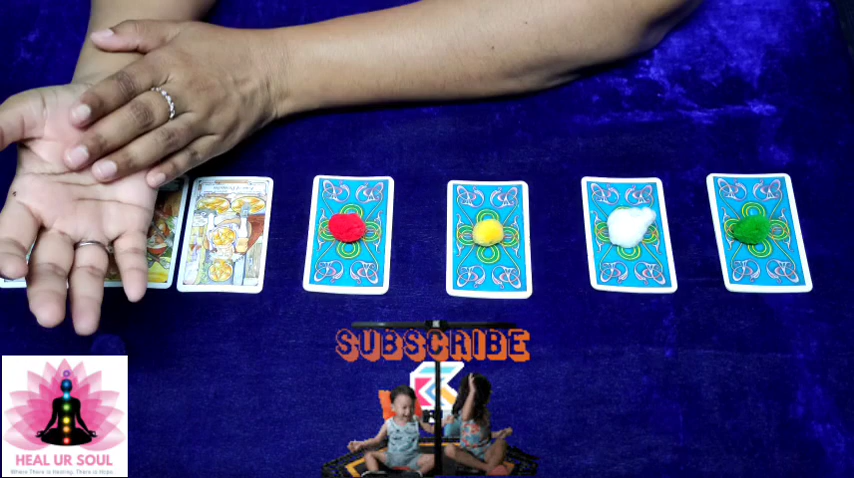 SUBSCRIBE
HEAL UR SOUL
Where There is Healing, There is Hope